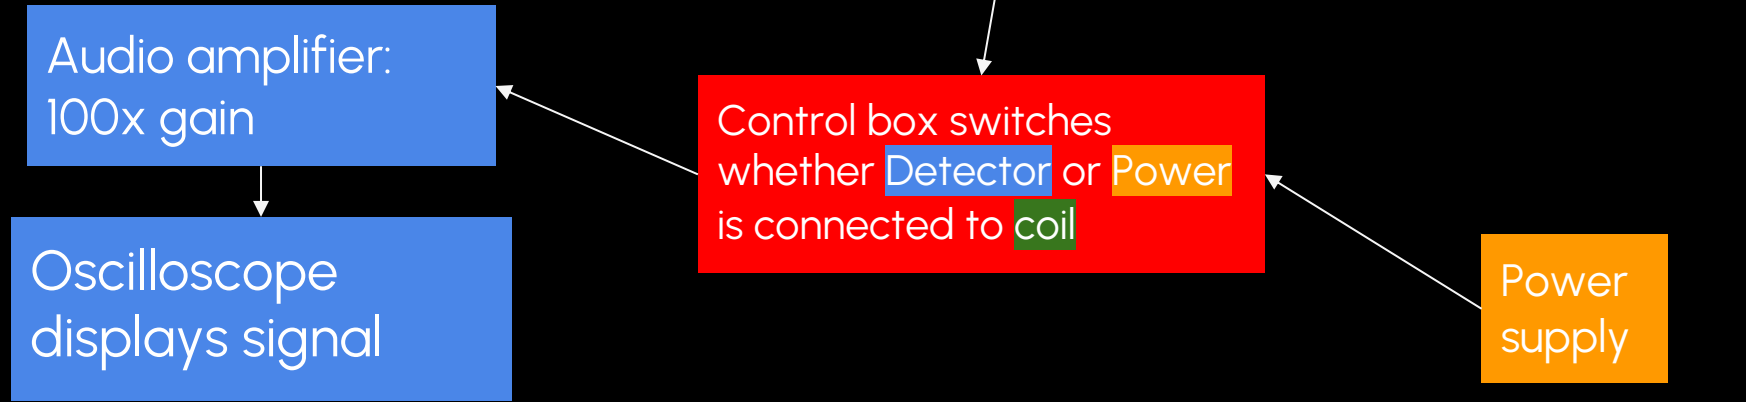 Audio amplifier:
100x gain
Oscilloscope
displays signal
Control box switches
whether Detector or Power
is connected to coil
Power
supply